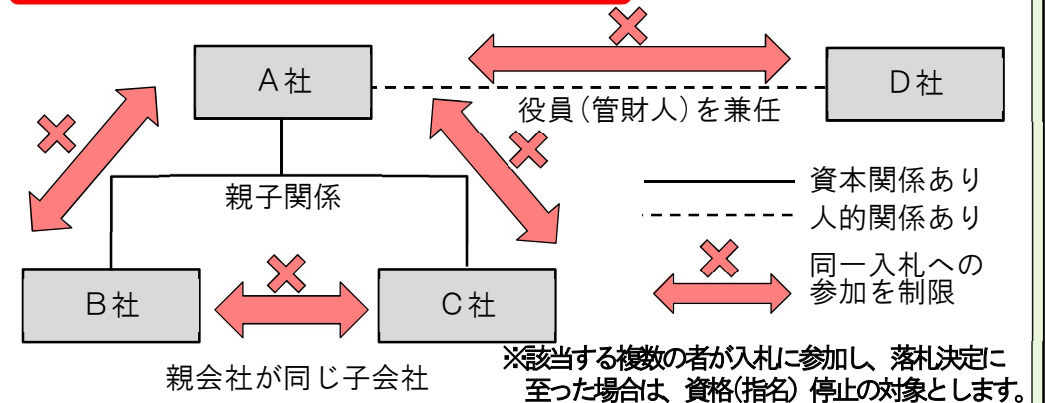 A社
D社
役員(管財人)を兼任
親子関係
資本関係あり
人的関係あり
B社
C社
同一入札への
参加を制限
親会社が同じ子会社
※該当する複数の者が入札に参加し、落札決定に
至った場合は、資格(指名)停止の対象とします。